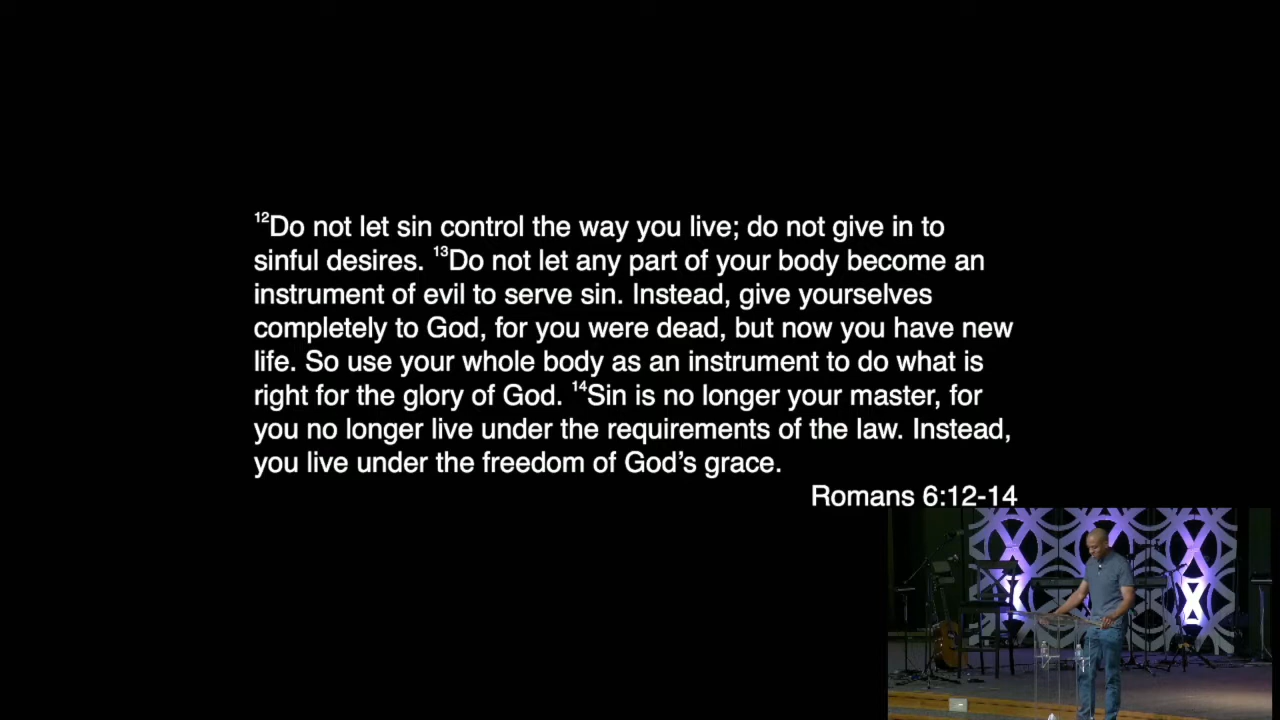 12Do not let sin control the way you live; do not give in to
sinful desires. 13Do not let any part of your body become an
instrument of evil to serve sin. Instead, give yourselves
completely to God, for you were dead, but now you have new
life. So use your whole body as an instrument to do what is
right for the glory of God. 14Sin is no longer your master, for
you no longer live under the requirements of the law. Instead,
you live under the freedom of God’s grace.
Romans 6:12-14